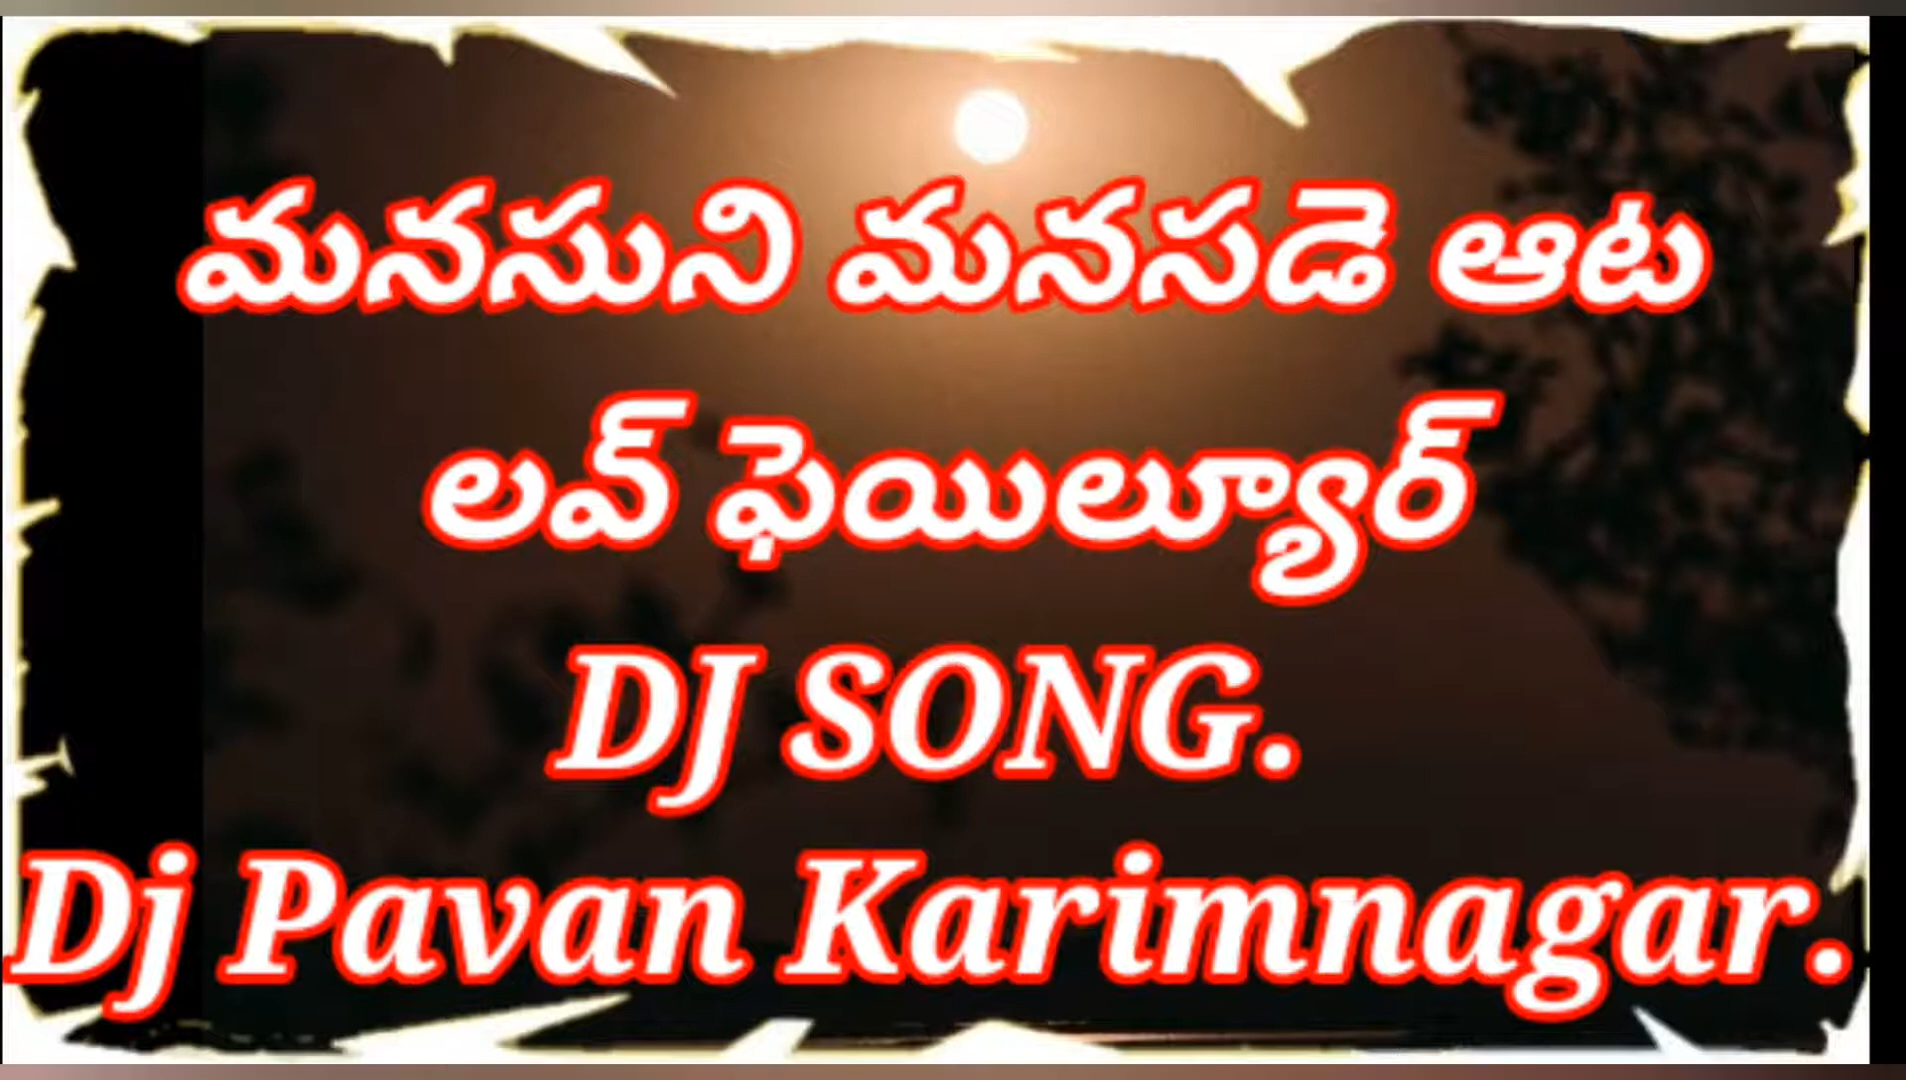 మనసుని మనసడె ఆట
లవ్ ఫెయిల్యూర్
DJ SONG.
Dj Pavan Karimnagar.